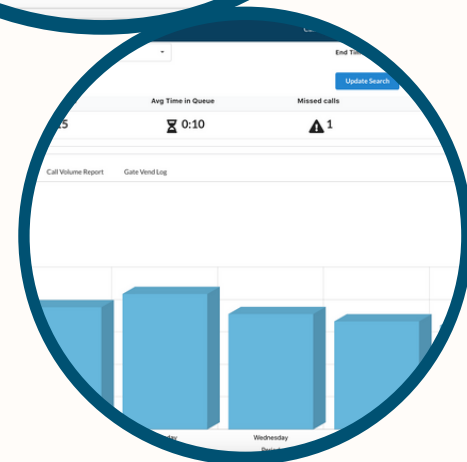 End Tim
Update Search
Avg Time in Queue Missed calls
0:10 1
Call Volume Report Gate Vend Log
Wednesday